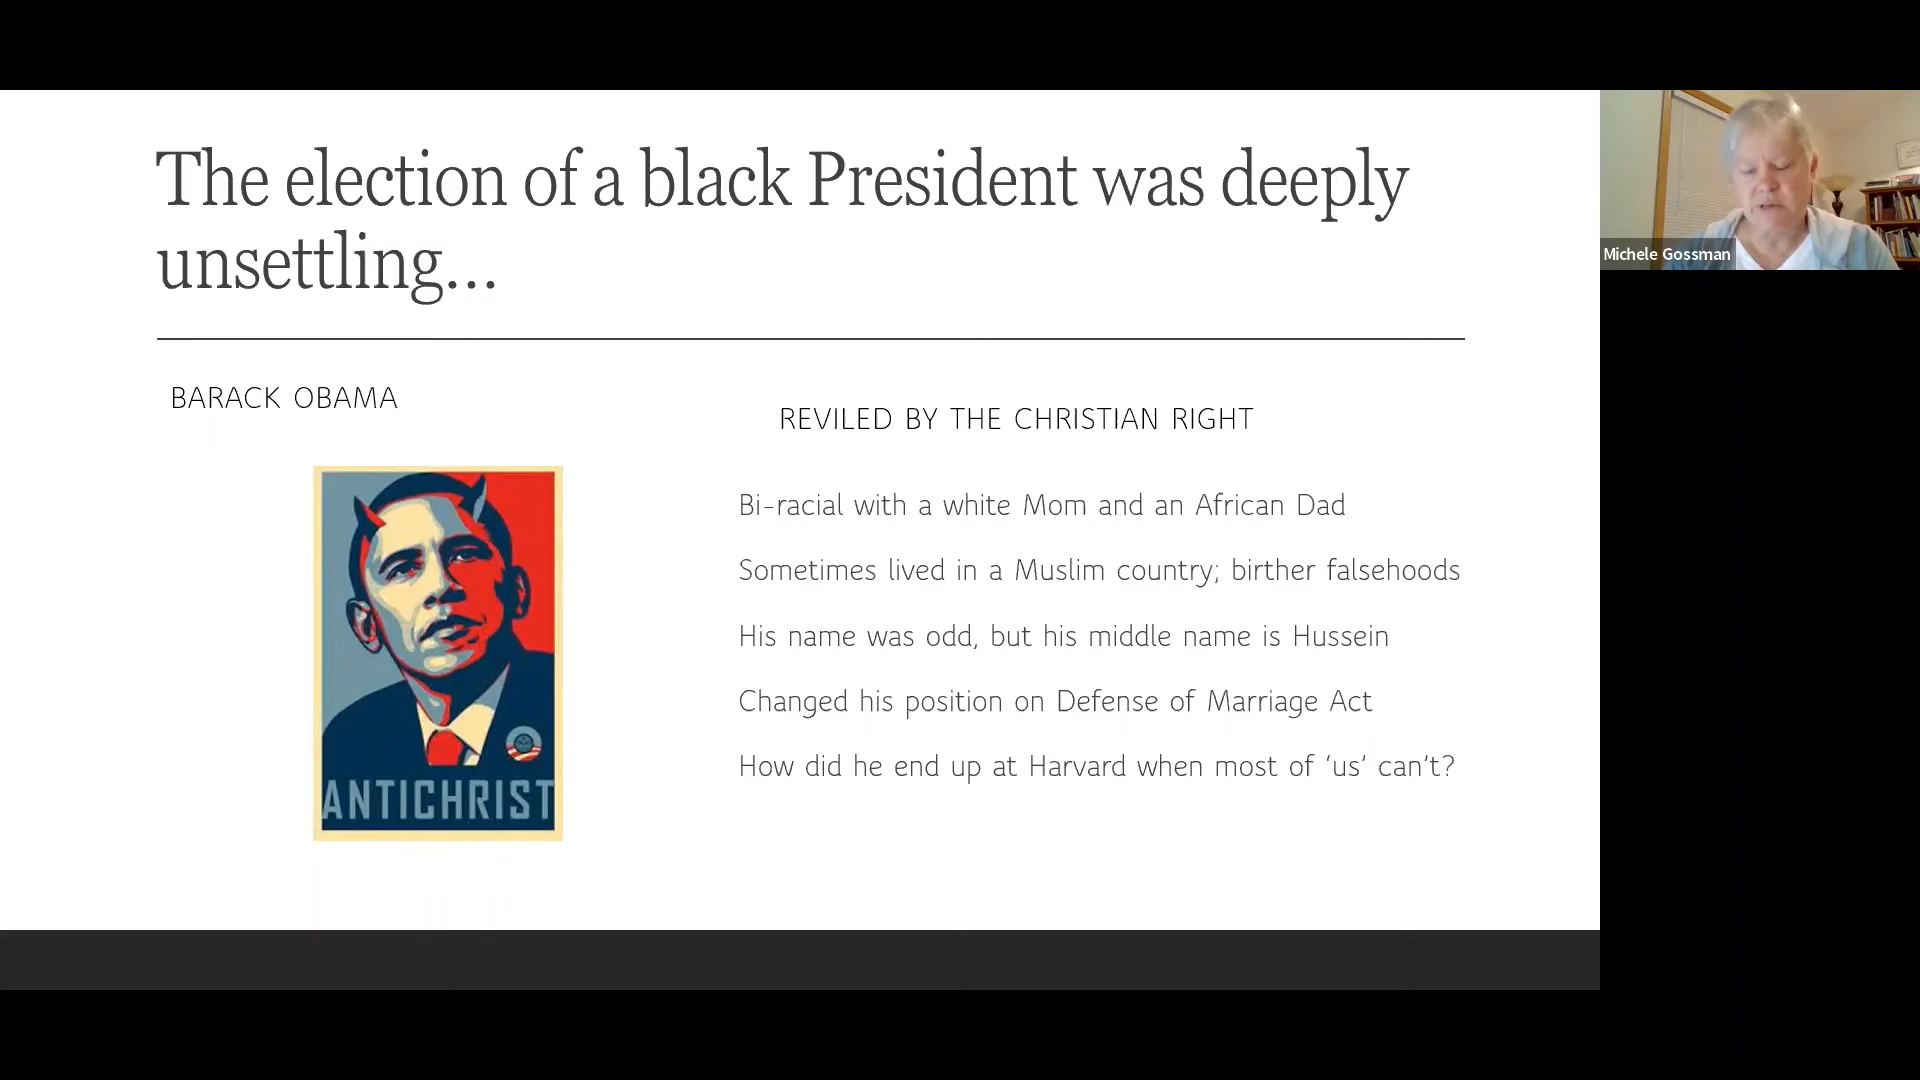 The election of a black President was deeply
unsettling...
BARACK OBAMA
ANTICHRIST
REVILED BY THE CHRISTIAN RIGHT
Bi-racial with a white Mom and an African Dad
Sometimes lived in a Muslim country; birther falsehoods
His name was odd, but his middle name is Hussein
Changed his position on Defense of Marriage Act
How did he end up at Harvard when most of ‘us’ can’t?
Michele Gossman